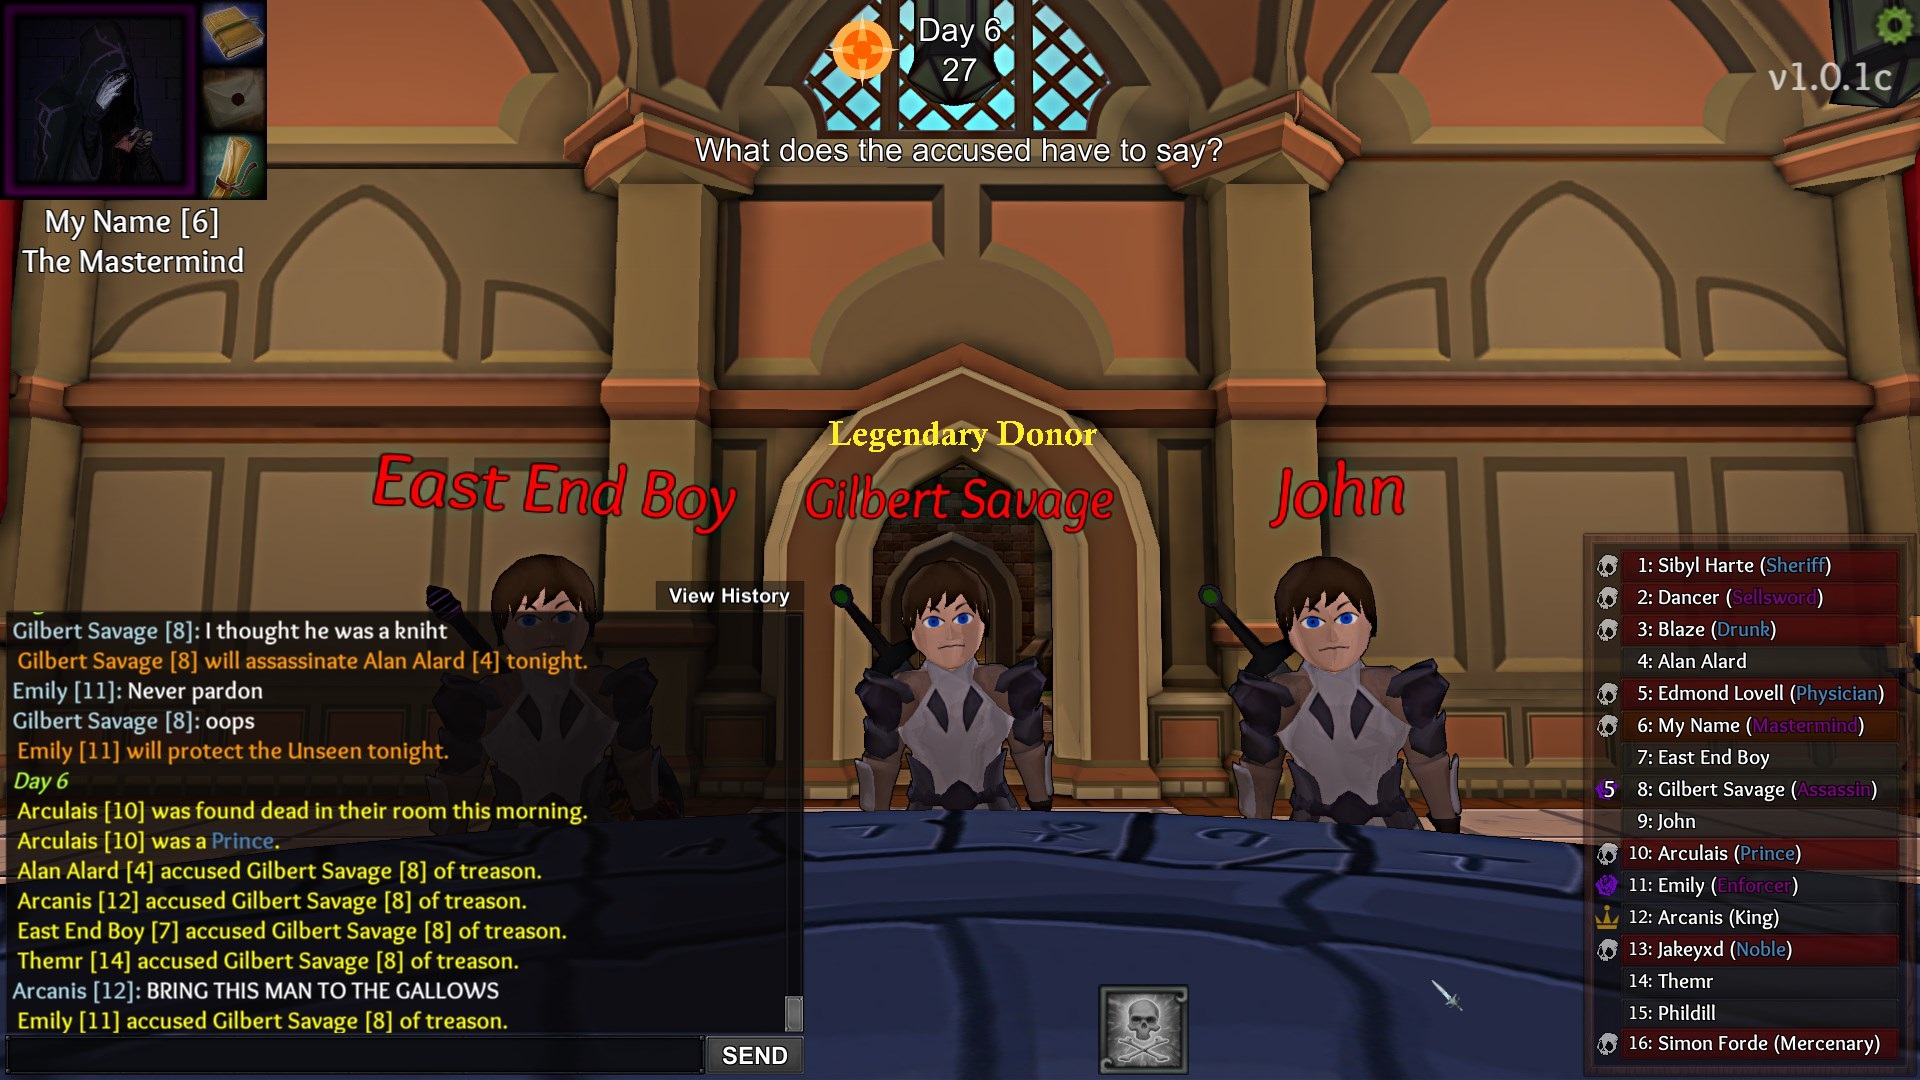 Day 6
27
v1.0.1c
What does the accused have to say?
My Name [6]
The Mastermind
Legendary Donor
East End Boy
Gilbert Savage
John
View History
Gilbert Savage [8]: I thought he was a kniht
Gilbert Savage [8] will assassinate Alan Alard [4] tonight.
Emily [11]: Never pardon
Gilbert Savage [8]: oops
Emily [11] will protect the Unseen tonight.
Day 6
Arculais [10] was found dead in their room this morning.
Arculais [10] was a Prince.
Alan Alard [4] accused Gilbert Savage [8] of treason.
Arcanis [12] accused Gilbert Savage [8] of treason.
East End Boy [7] accused Gilbert Savage [8] of treason.
Themr [14] accused Gilbert Savage [8] of treason.
Arcanis [12]: BRING THIS MAN TO THE GALLOWS
Emily [11] accused Gilbert Savage [8] of treason.
SEND
1: Sibyl Harte (Sheriff)
2: Dancer (Sellsword)
3: Blaze (Drunk)
4: Alan Alard
5: Edmond Lovell (Physician)
6: My Name (Mastermind)
7: East End Boy
5 8: Gilbert Savage (Assassin)
9: John
10: Arculais (Prince)
11: Emily (Enforcer)
12: Arcanis (King)
13: Jakeyxd (Noble)
14: Themr
15: Phildill
16: Simon Forde (Mercenary)